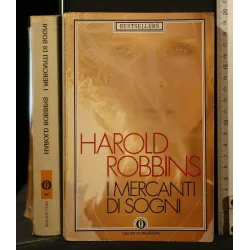 BESTSELLERS
HAROLD
ROBBINS
I MERCANTI
DI SOGNI
OSCAR MONDADORI
HAROLD ROBBINS
I MERCANTI DI SOGNI